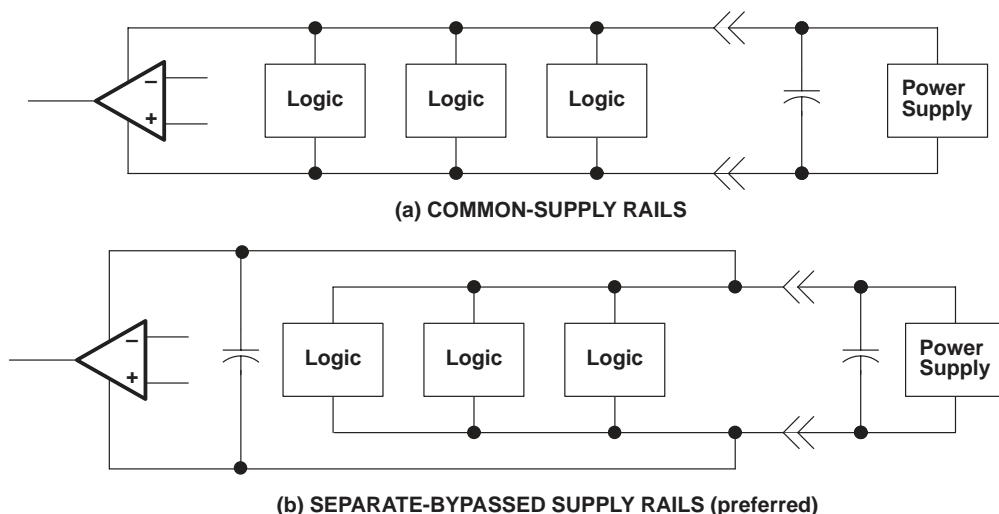 −
+
Logic
Logic
Logic
Power
Supply
(a) COMMON-SUPPLY RAILS
−
+
Logic
Logic
Logic
Power
Supply
(b) SEPARATE-BYPASSED SUPPLY RAILS (preferred)